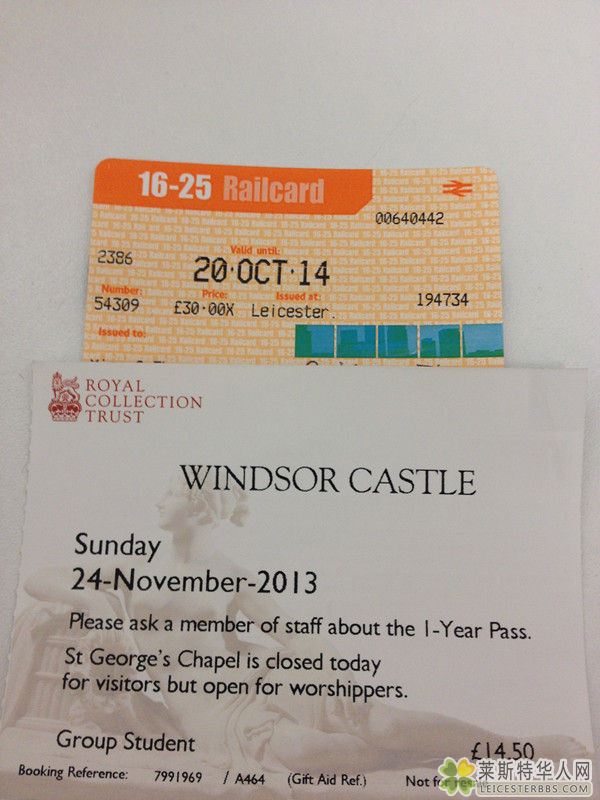 16-25 Railcard
00640442
Valid until:
2386
20·OCT·14
Number:
Price:
Issued at:
194734
54309
£30·00X
Leicester.
Issued to:
ROYAL
COLLECTION
TRUST
WINDSOR CASTLE
Sunday
24-November-2013
Please ask a member of staff about the 1-Year Pass.
St George's Chapel is closed today
for visitors but open for worshippers.
Group Student
£14.50
Booking Reference: 7991969 / A464 (Gift Aid Ref.) Not for
莱斯特华人网
LEICESTERBBS.COM